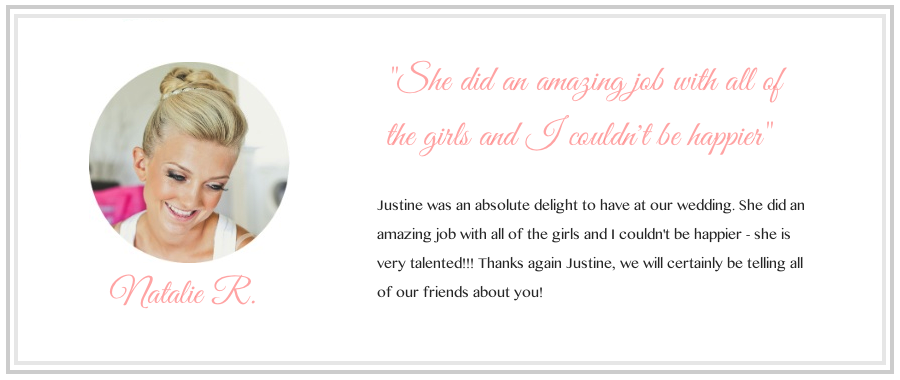 "She did an amazing job with all of
the girls and I couldn't be happier"
Justine was an absolute delight to have at our wedding. She did an
amazing job with all of the girls and I couldn't be happier - she is
very talented!!! Thanks again Justine, we will certainly be telling all
of our friends about you!
Natalie R.